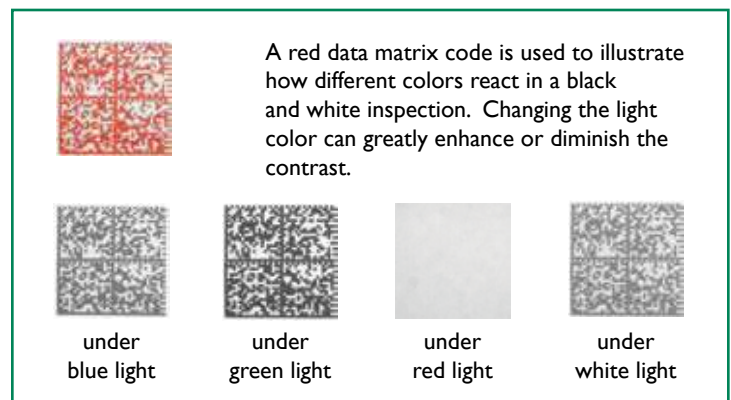 A red data matrix code is used to illustrate
how different colors react in a black
and white inspection.  Changing the light
color can greatly enhance or diminish the
contrast.
under
blue light
under
green light
under
red light
under
white light